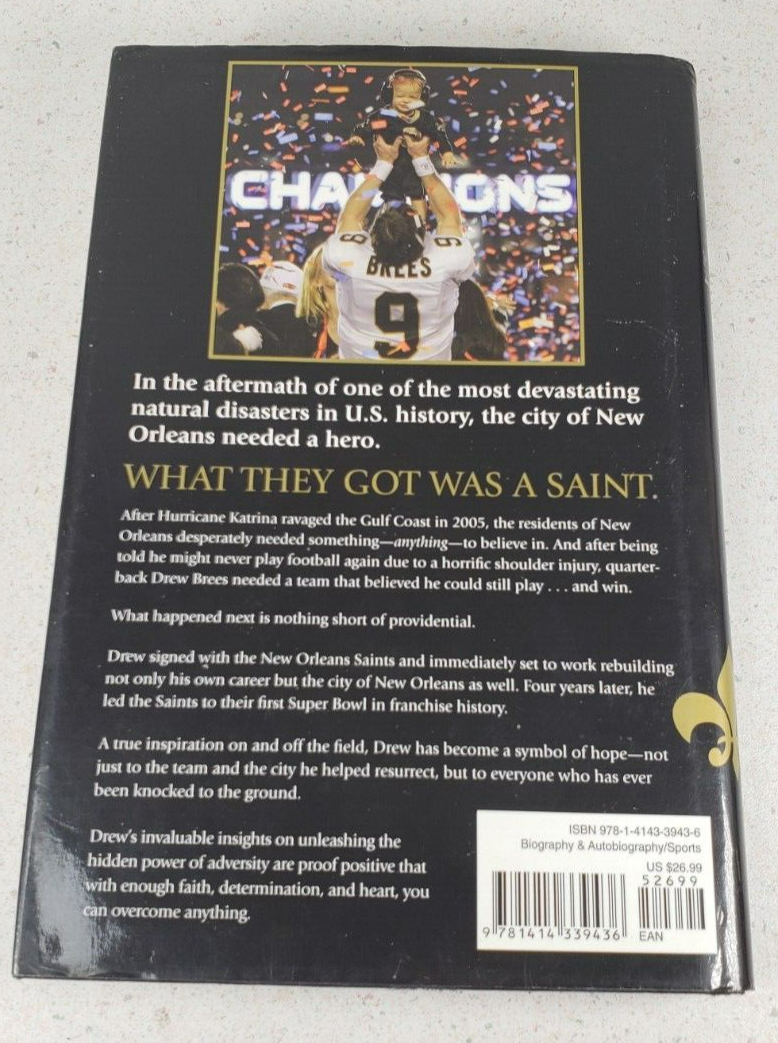 CHAMPIONS
9 9
BREES
9
In the aftermath of one of the most devastating
natural disasters in U.S. history, the city of New
Orleans needed a hero.
WHAT THEY GOT WAS A SAINT.
After Hurricane Katrina ravaged the Gulf Coast in 2005, the residents of New
Orleans desperately needed something—anything—to believe in. And after being
told he might never play football again due to a horrific shoulder injury, quarter-
back Drew Brees needed a team that believed he could still play . . . and win.
What happened next is nothing short of providential.
Drew signed with the New Orleans Saints and immediately set to work rebuilding
not only his own career but the city of New Orleans as well. Four years later, he
led the Saints to their first Super Bowl in franchise history.
A true inspiration on and off the field, Drew has become a symbol of hope—not
just to the team and the city he helped resurrect, but to everyone who has ever
been knocked to the ground.
Drew's invaluable insights on unleashing the
hidden power of adversity are proof positive that
with enough faith, determination, and heart, you
can overcome anything.
ISBN 978-1-4143-3943-6
Biography & Autobiography/Sports
US $26.99
52699
9 781414 339436
EAN